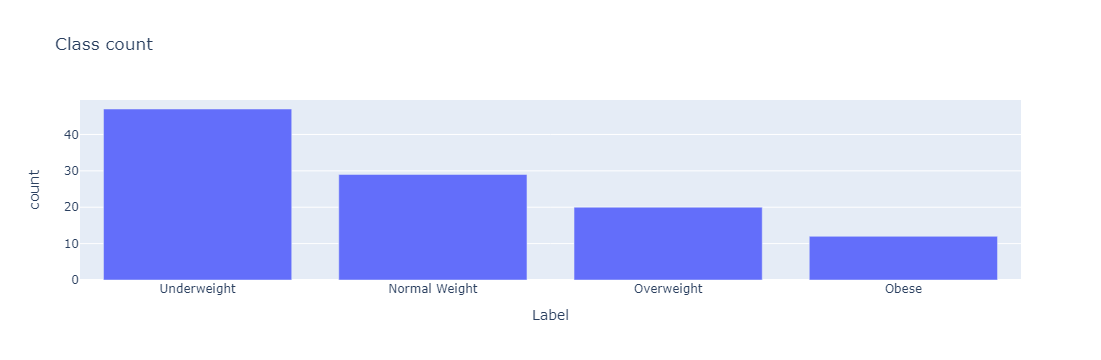 Class count
count
40
30
20
10
0
Underweight
Normal Weight
Overweight
Obese
Label